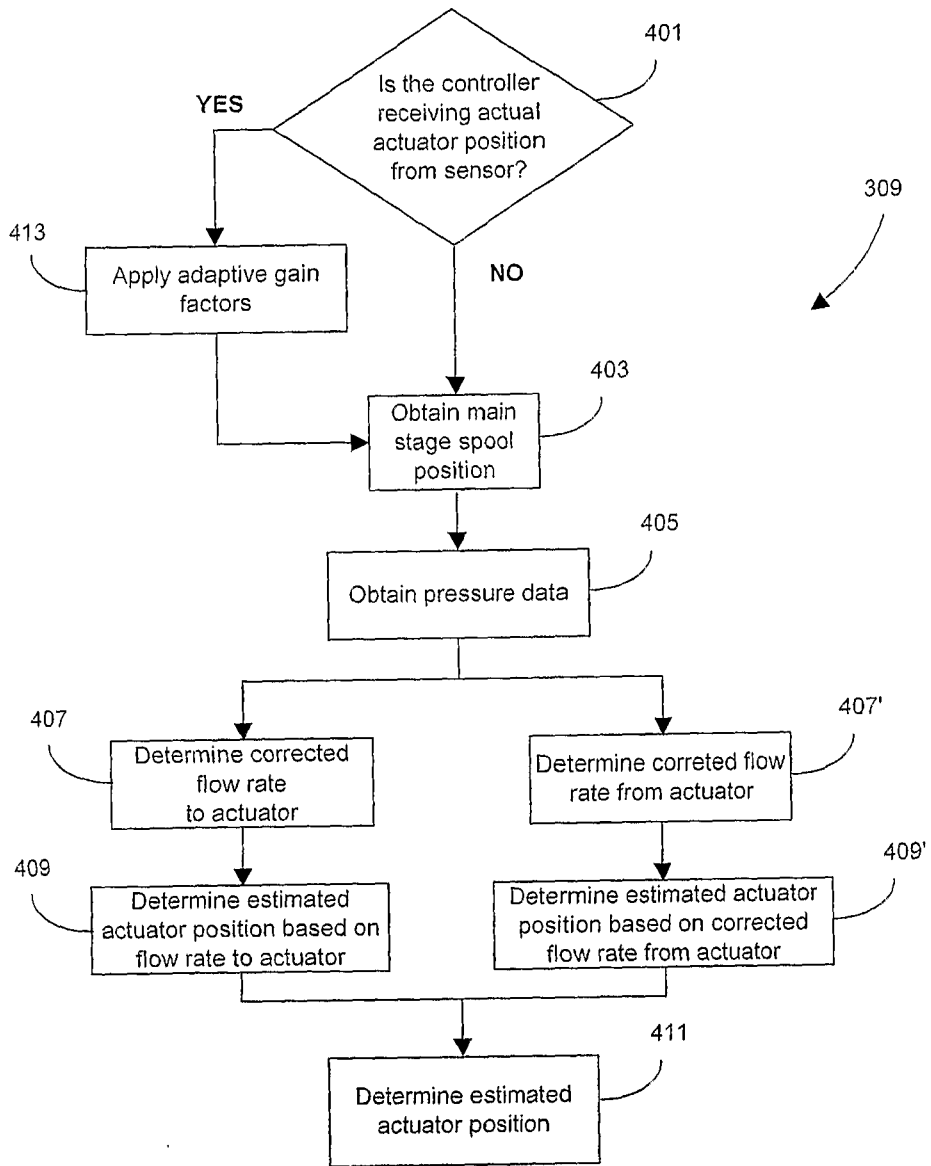 401
Is the controller
receiving actual
actuator position
from sensor?
YES
309
413
Apply adaptive gain
factors
NO
403
Obtain main
stage spool
position
405
Obtain pressure data
407
Determine corrected
flow rate
to actuator
407'
Determine correted flow
rate from actuator
409
Determine estimated
actuator position based on
flow rate to actuator
409'
Determine estimated actuator
position based on corrected
flow rate from actuator
411
Determine estimated
actuator position